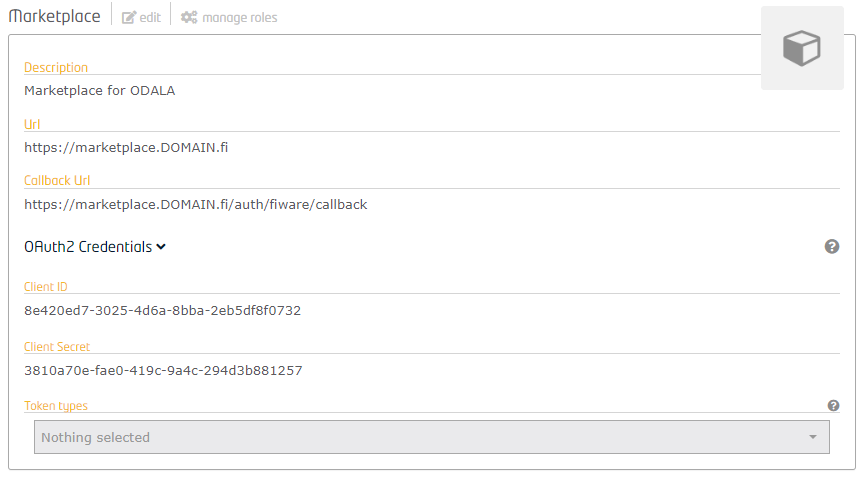 Marketplace edit manage roles
Description
Marketplace for ODALA
Url
https://marketplace.DOMAIN.fi
Callback Url
https://marketplace.DOMAIN.fi/auth/fiware/callback
OAuth2 Credentials
Client ID
8e420ed7-3025-4d6a-8bba-2eb5df8f0732
Client Secret
3810a70e-fae0-419c-9a4c-294d3b881257
Token types
Nothing selected